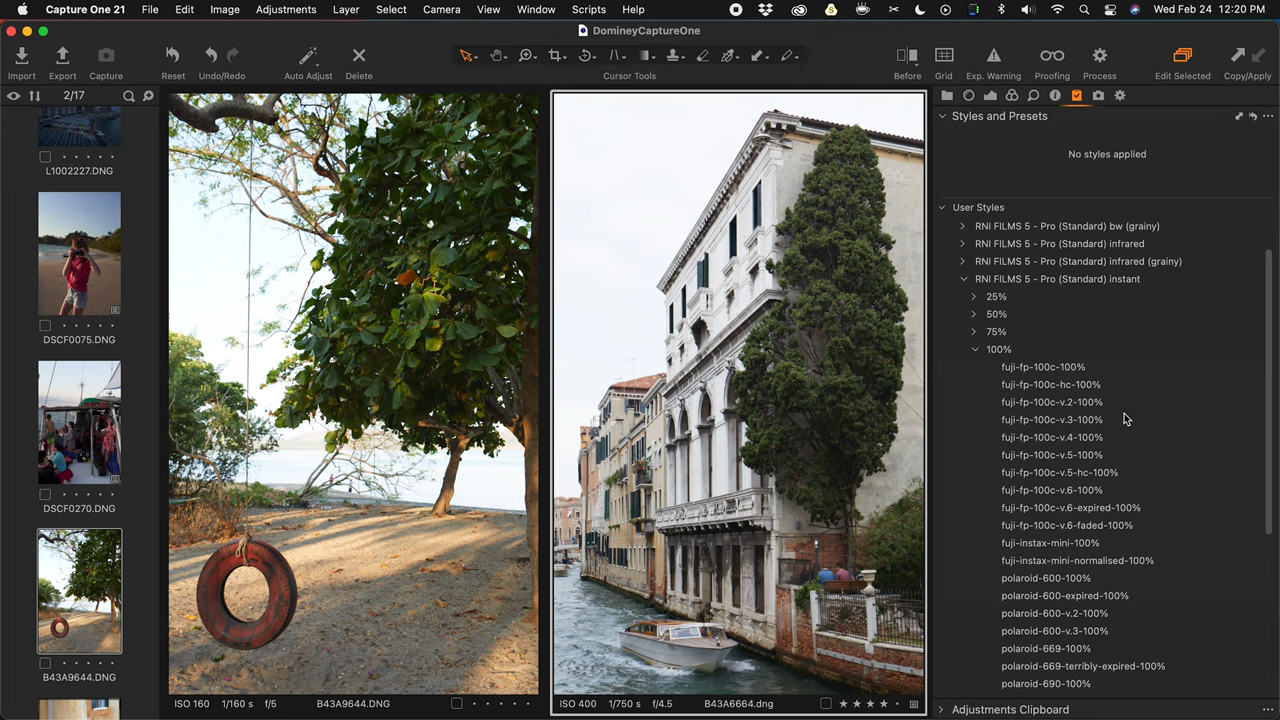 Capture One 21 File Edit Image Adjustments Layer Select Camera View Window Scripts Help Wed Feb 24 12:20 PM
DomineyCaptureOne
Import Export Capture Reset Undo/Redo Auto Adjust Delete Cursor Tools Before Grid Exp. Warning Proofing Process Edit Selected Copy/Apply
2/17
Styles and Presets
No styles applied
L1002227.DNG
User Styles
RNI FILMS 5 - Pro (Standard) bw (grainy)
RNI FILMS 5 - Pro (Standard) infrared
RNI FILMS 5 - Pro (Standard) infrared (grainy)
RNI FILMS 5 - Pro (Standard) instant
25%
50%
75%
100%
DSCF0075.DNG
fuji-fp-100c-100%
fuji-fp-100c-hc-100%
fuji-fp-100c-v.2-100%
fuji-fp-100c-v.3-100%
fuji-fp-100c-v.4-100%
fuji-fp-100c-v.5-100%
fuji-fp-100c-v.5-hc-100%
fuji-fp-100c-v.6-100%
fuji-fp-100c-v.6-expired-100%
DSCF0270.DNG
fuji-fp-100c-v.6-faded-100%
fuji-instax-mini-100%
fuji-instax-mini-normalised-100%
polaroid-600-100%
polaroid-600-expired-100%
polaroid-600-v.2-100%
polaroid-600-v.3-100%
polaroid-669-100%
polaroid-669-terribly-expired-100%
B43A9644.DNG
polaroid-690-100%
ISO 160 1/160 s f/5 B43A9644.DNG
ISO 400 1/750 s f/4.5 B43A6664.dng
Adjustments Clipboard